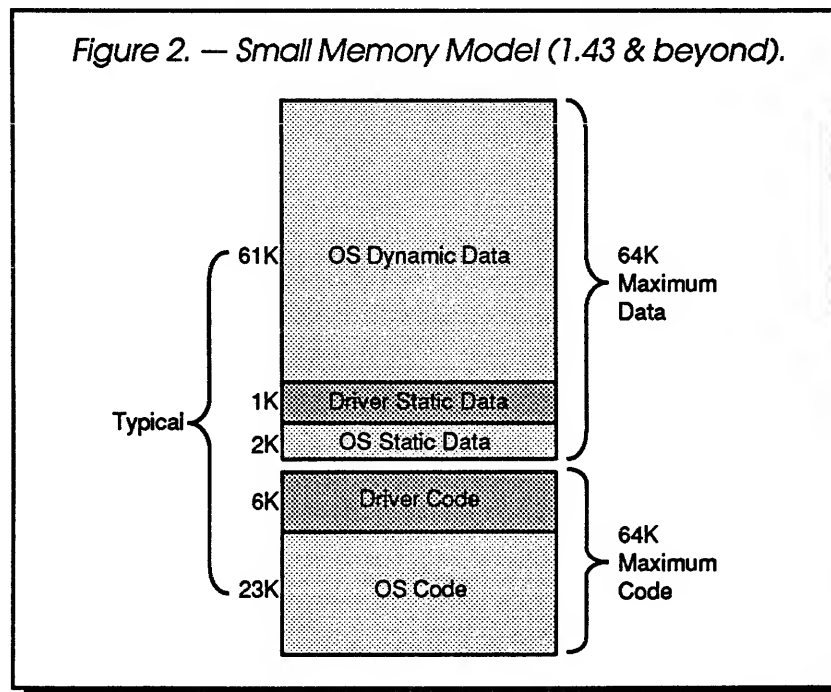 Figure 2. — Small Memory Model (1.43 & beyond).
61K
OS Dynamic Data
64K
Maximum
Data
Typical
1K
Driver Static Data
2K
OS Static Data
6K
Driver Code
64K
Maximum
Code
23K
OS Code